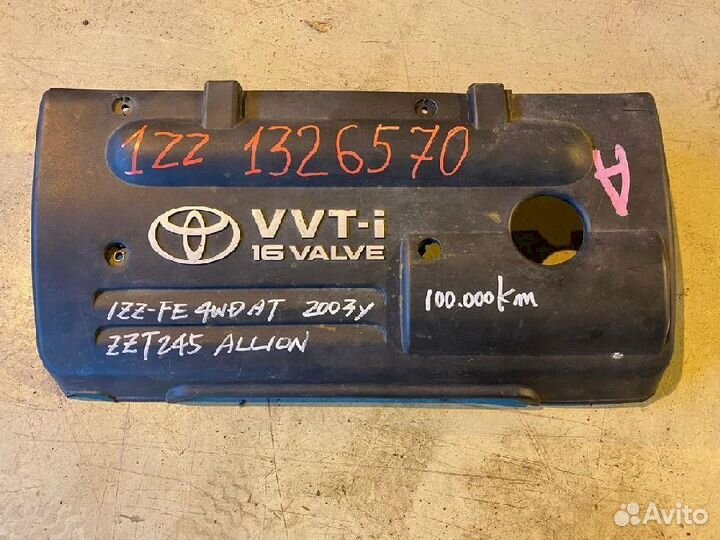 1ZZ 1326570
A
VVT-i
16 VALVE
1ZZ-FE 4WD AT 2003y
100.000km
ZZT245 ALLION
Avito